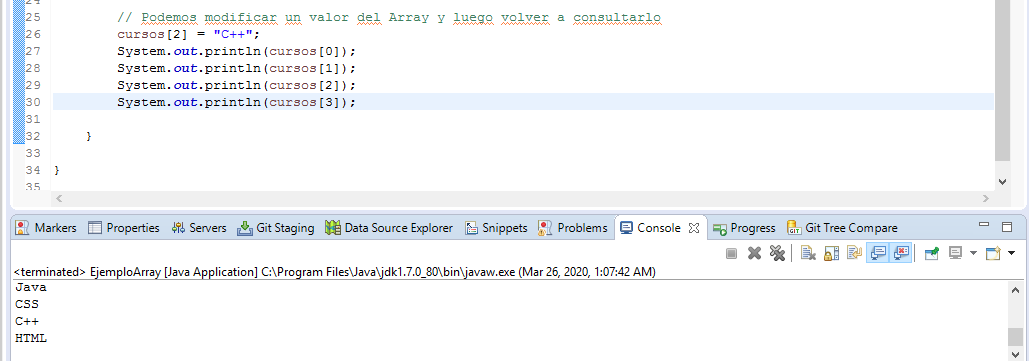 25 // Podemos modificar un valor del Array y luego volver a consultarlo
26 cursos[2] = "C++";
27 System.out.println(cursos[0]);
28 System.out.println(cursos[1]);
29 System.out.println(cursos[2]);
30 System.out.println(cursos[3]);
31
32 }
33
34 }
35
Markers Properties Servers Git Staging Data Source Explorer Snippets Problems Console Progress Git Tree Compare
<terminated> EjemploArray [Java Application] C:\Program Files\Java\jdk1.7.0_80\bin\javaw.exe (Mar 26, 2020, 1:07:42 AM)
Java
CSS
C++
HTML